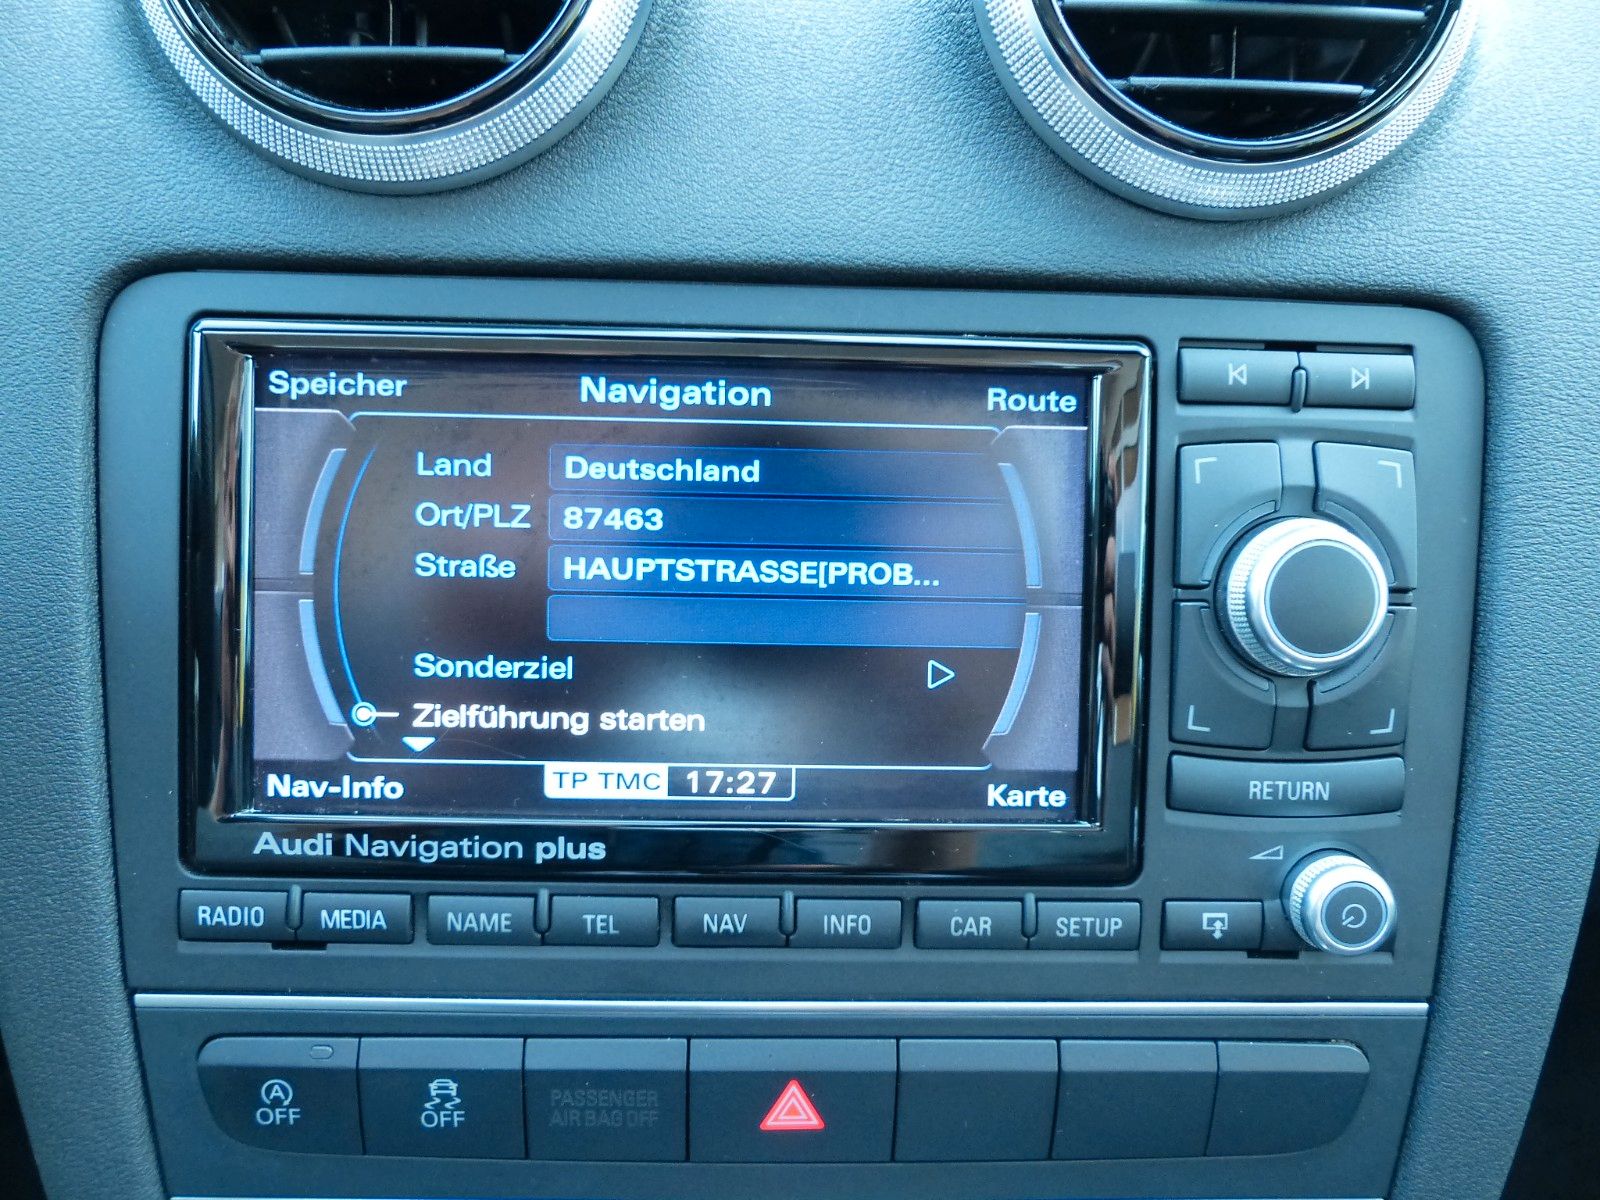 Speicher Navigation Route
Land Deutschland
Ort/PLZ 87463
Straße HAUPTSTRASSE[PROB...
Sonderziel
Zielführung starten
Nav-Info TP TMC 17:27 Karte
Audi Navigation plus
RETURN
RADIO MEDIA NAME TEL NAV INFO CAR SETUP
A
OFF OFF PASSENGER
AIR BAG OFF